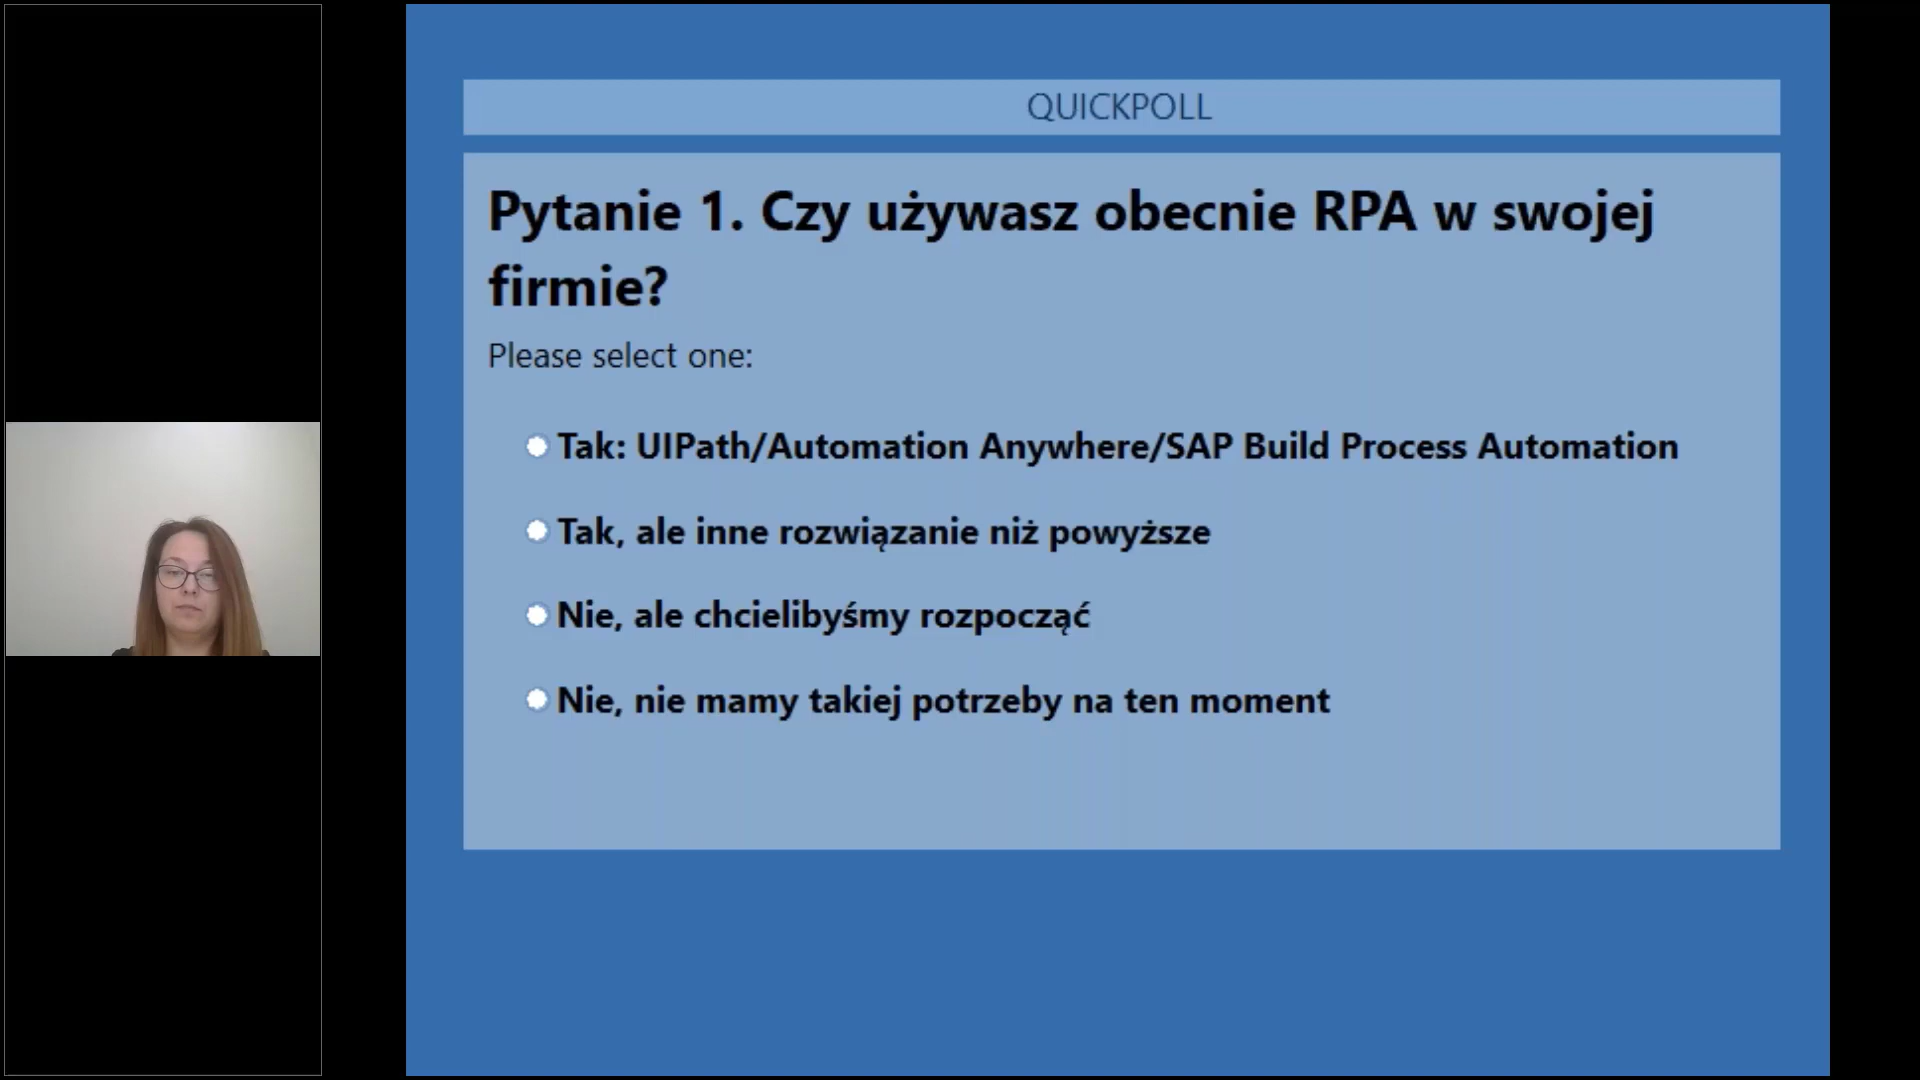 QUICKPOLL
Pytanie 1. Czy używasz obecnie RPA w swojej
firmie?
Please select one:
Tak: UIPath/Automation Anywhere/SAP Build Process Automation
Tak, ale inne rozwiązanie niż powyższe
Nie, ale chcielibyśmy rozpocząć
Nie, nie mamy takiej potrzeby na ten moment